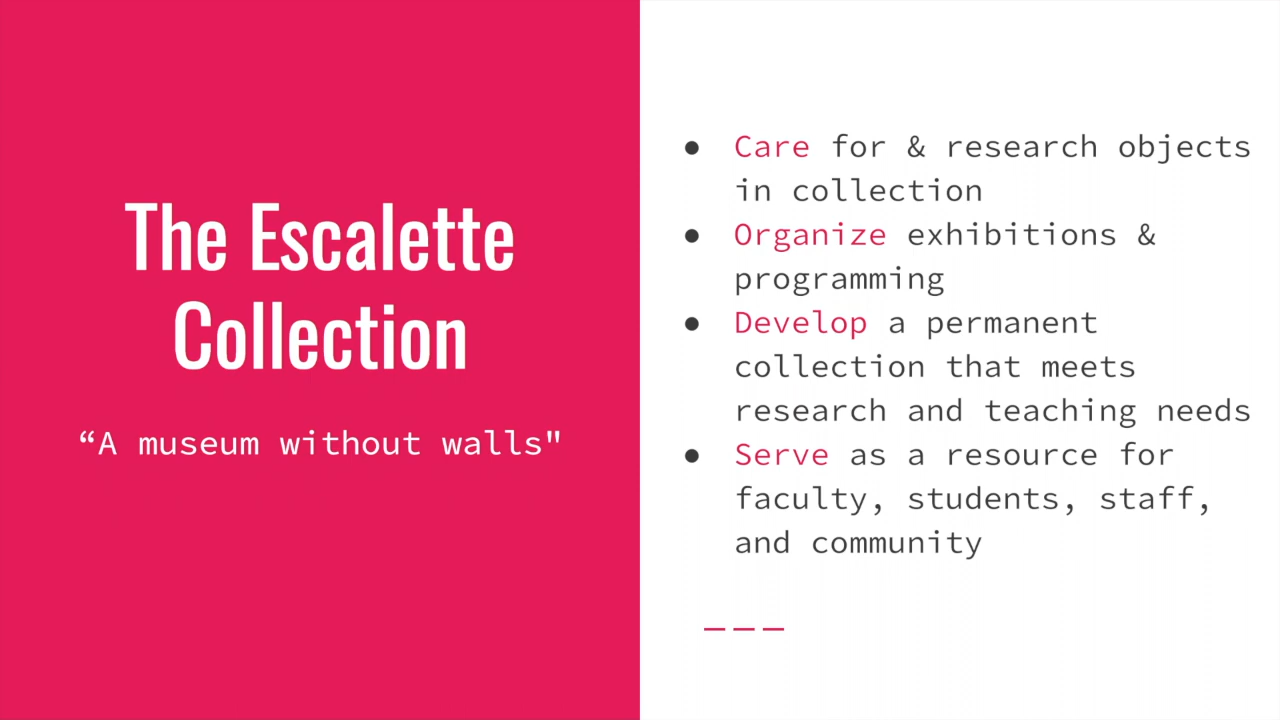 The Escalette
Collection
“A museum without walls"
● Care for & research objects
in collection
● Organize exhibitions &
programming
● Develop a permanent
collection that meets
research and teaching needs
● Serve as a resource for
faculty, students, staff,
and community